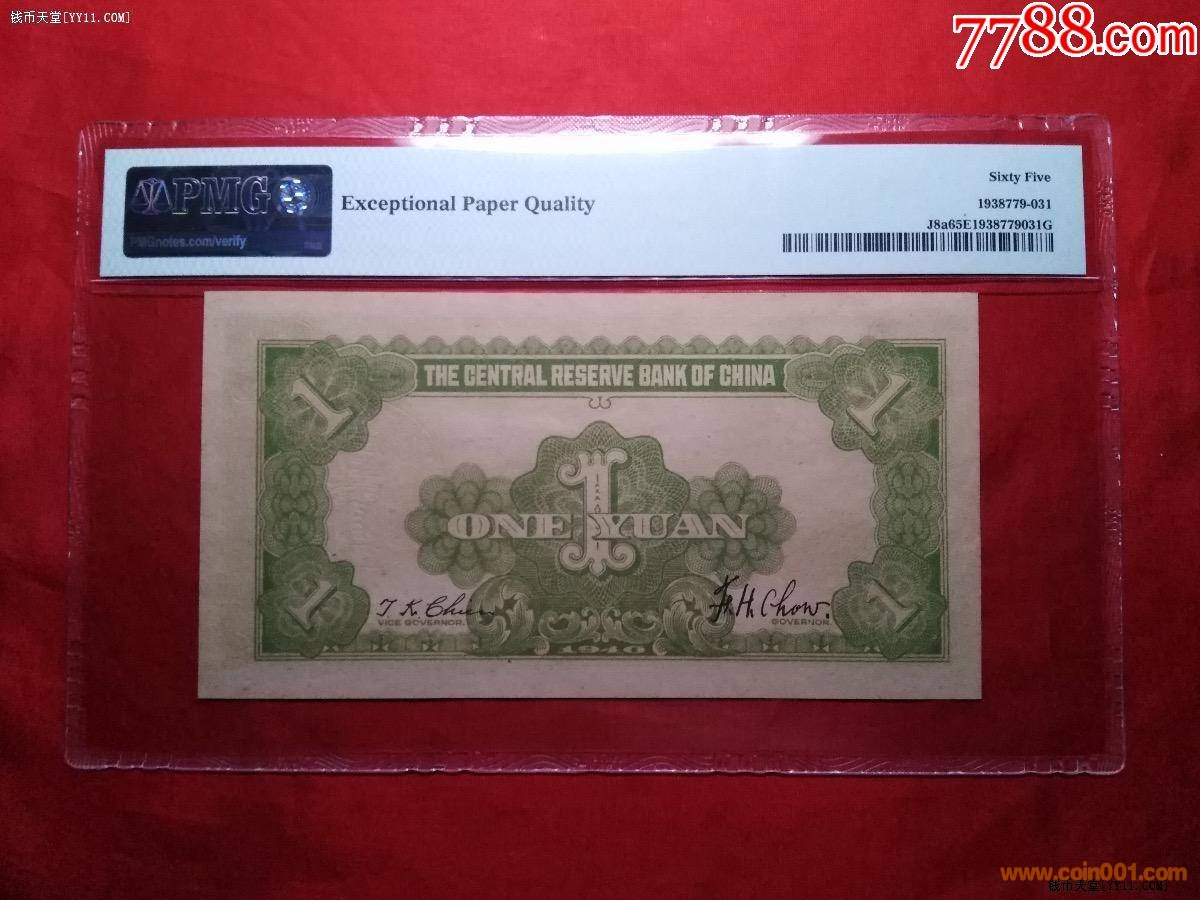 钱币天堂[YY11.COM]
7788.com
PMG
PMGnotes.com/verify
Exceptional Paper Quality
Sixty Five
1938779-031
J8a65E1938779031G
THE CENTRAL RESERVE BANK OF CHINA
1 1
1
ONE YUAN
1 1
T. K. Chien
VICE GOVERNOR.
F. H. Chow.
GOVERNOR.
1940
www.coin001.com
钱币天堂[YY11.COM]